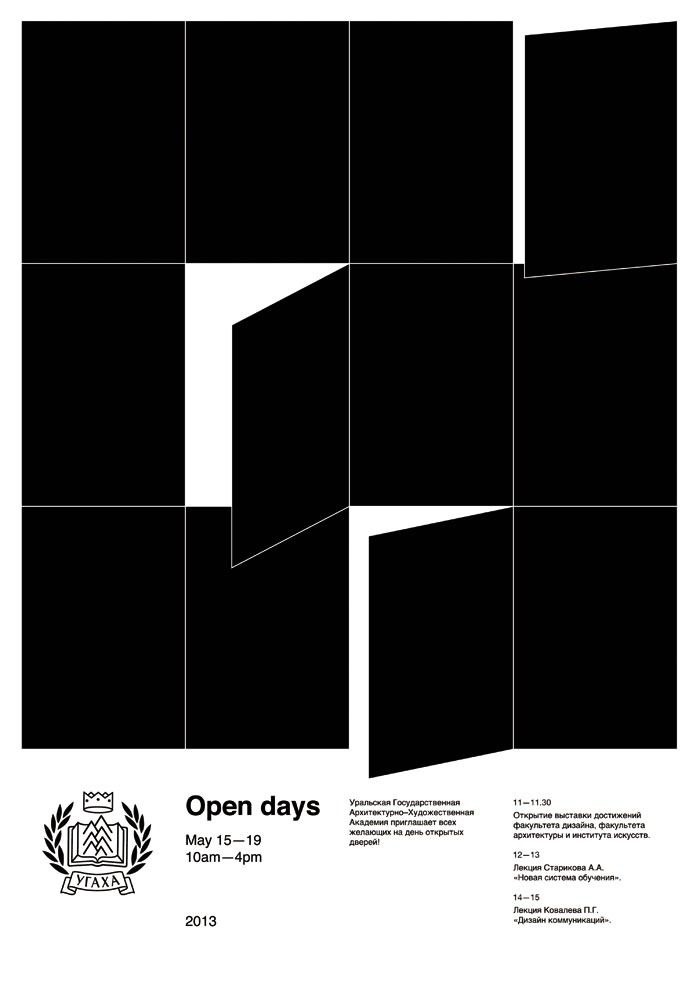 УГАХА
Open days
May 15—19
10am—4pm
2013
Уральская Государственная
Архитектурно–Художественная
Академия приглашает всех
желающих на день открытых
дверей!
11—11.30
Открытие выставки достижений
факультета дизайна, факультета
архитектуры и института искусств.
12—13
Лекция Старикова А.А.
«Новая система обучения».
14—15
Лекция Ковалева П.Г.
«Дизайн коммуникаций».